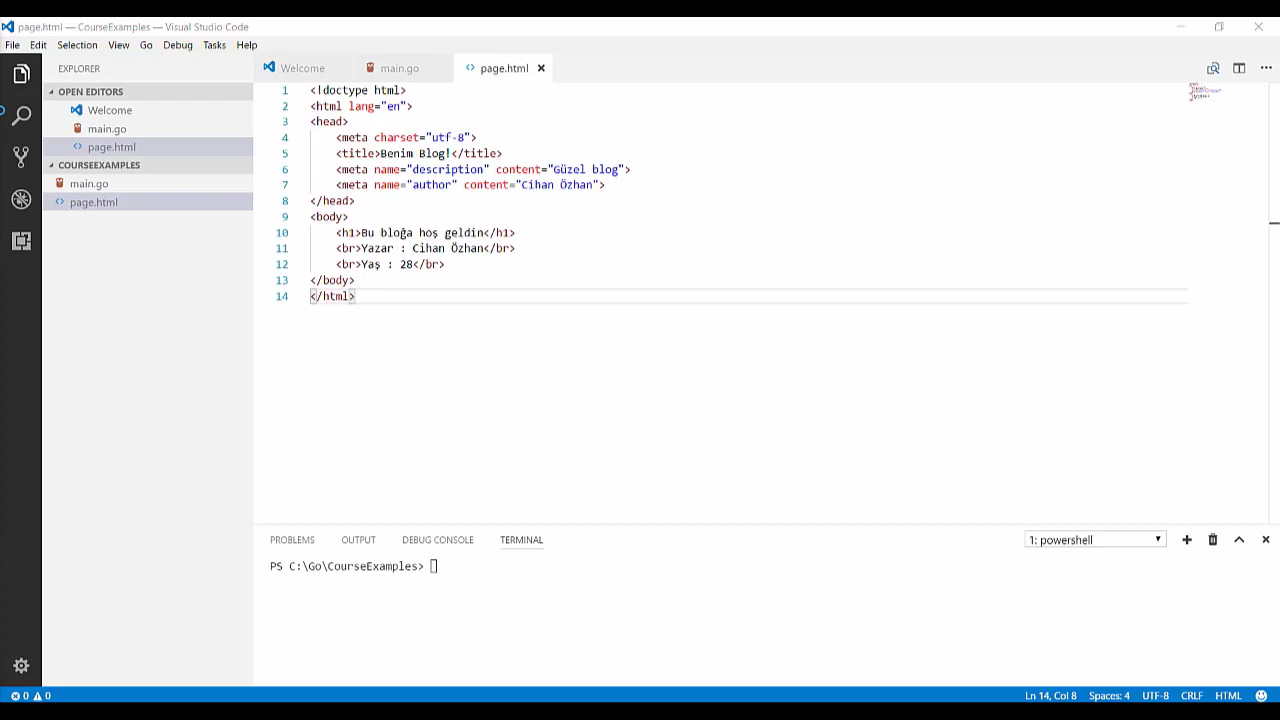 page.html — CourseExamples — Visual Studio Code
File Edit Selection View Go Debug Tasks Help
EXPLORER
OPEN EDITORS
Welcome
main.go
page.html
COURSEEXAMPLES
main.go
page.html
Welcome main.go page.html
1 <!doctype html>
2 <html lang="en">
3 <head>
4 <meta charset="utf-8">
5 <title>Benim Blog!</title>
6 <meta name="description" content="Güzel blog">
7 <meta name="author" content="Cihan Özhan">
8 </head>
9 <body>
10 <h1>Bu bloğa hoş geldin</h1>
11 <br>Yazar : Cihan Özhan</br>
12 <br>Yaş : 28</br>
13 </body>
14 </html>
PROBLEMS OUTPUT DEBUG CONSOLE TERMINAL 1: powershell
PS C:\Go\CourseExamples>
0 0 Ln 14, Col 8 Spaces: 4 UTF-8 CRLF HTML